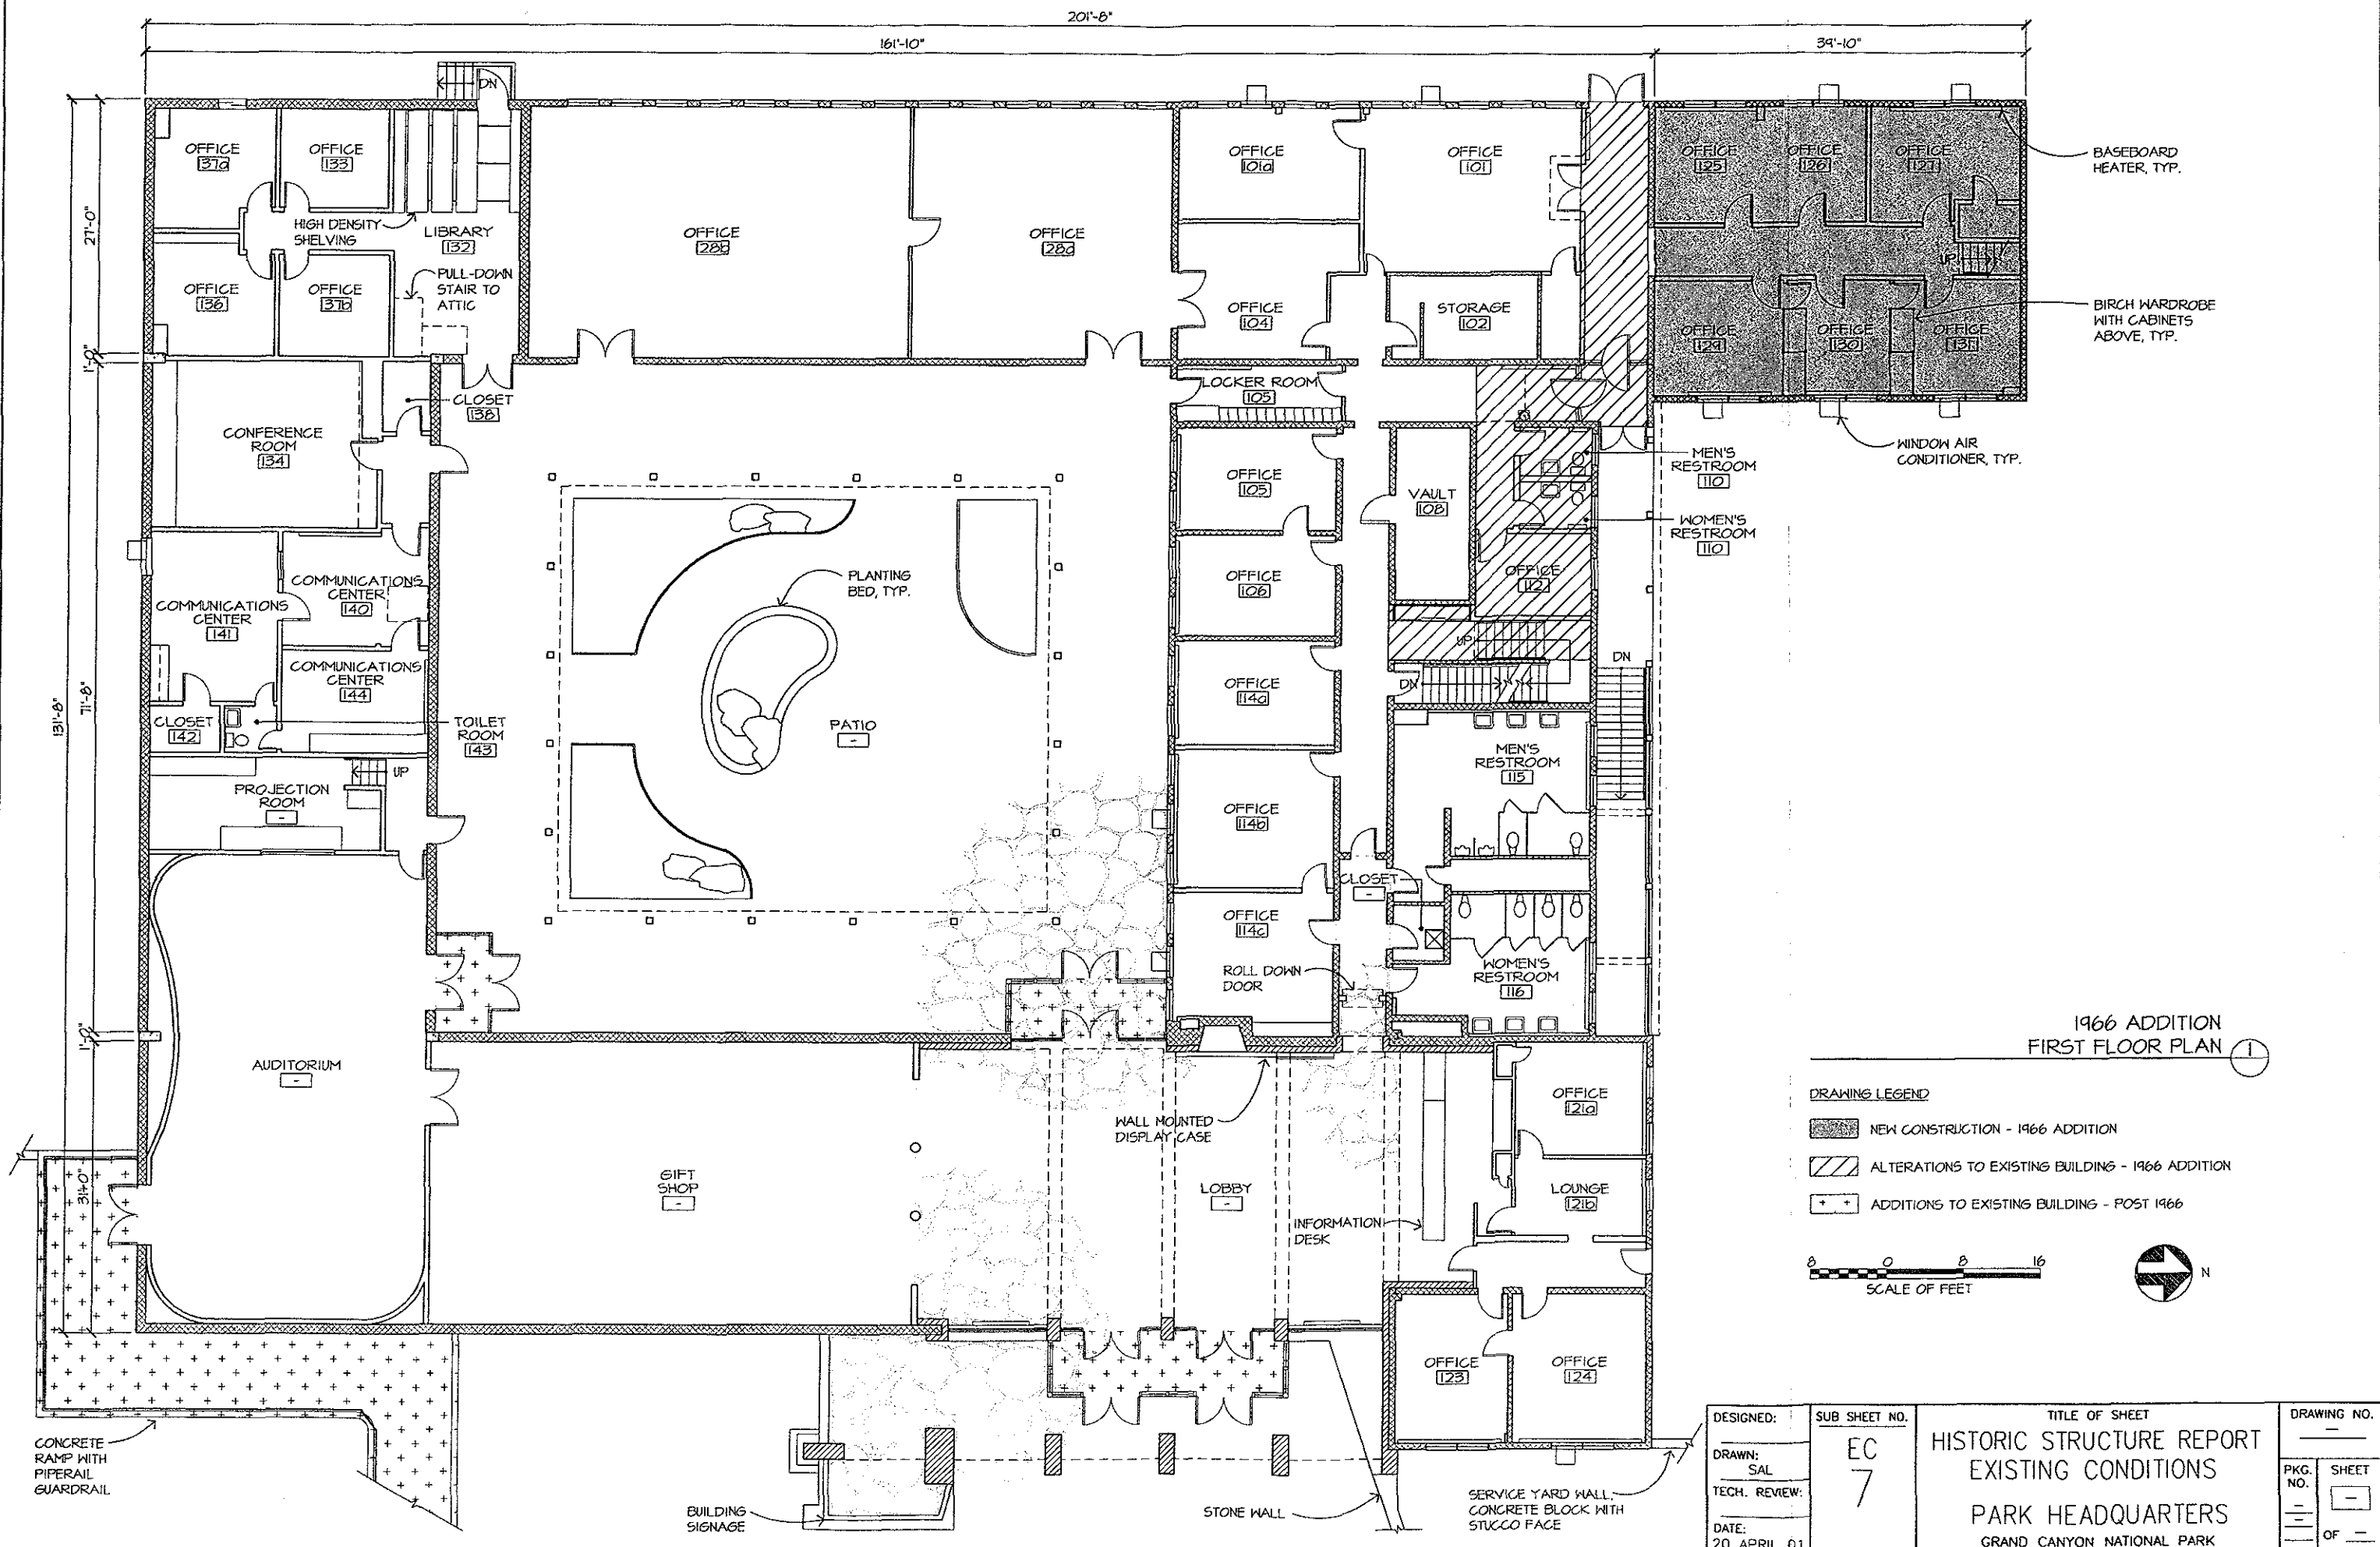 201'-8"
161'-10"
39'-10"
DN
OFFICE
137a
OFFICE
133
HIGH DENSITY
SHELVING
LIBRARY
132
OFFICE
136
OFFICE
137b
PULL-DOWN
STAIR TO
ATTIC
OFFICE
128b
OFFICE
128a
OFFICE
101a
OFFICE
101
OFFICE
104
STORAGE
102
OFFICE
125
OFFICE
126
OFFICE
127
UP
OFFICE
129
OFFICE
130
OFFICE
131
BASEBOARD
HEATER, TYP.
BIRCH WARDROBE
WITH CABINETS
ABOVE, TYP.
WINDOW AIR
CONDITIONER, TYP.
27'-0"
1'-0"
131'-8"
71'-8"
1'-0"
31'-0"
CLOSET
138
CONFERENCE
ROOM
134
LOCKER ROOM
105
OFFICE
105
VAULT
108
MEN'S
RESTROOM
110
WOMEN'S
RESTROOM
110
OFFICE
106
OFFICE
112
COMMUNICATIONS
CENTER
140
COMMUNICATIONS
CENTER
141
COMMUNICATIONS
CENTER
144
CLOSET
142
TOILET
ROOM
143
PLANTING
BED, TYP.
PATIO
-
OFFICE
114a
UP
DN
DN
PROJECTION
ROOM
-
UP
OFFICE
114b
MEN'S
RESTROOM
115
CLOSET
-
OFFICE
114c
ROLL DOWN
DOOR
WOMEN'S
RESTROOM
116
AUDITORIUM
-
GIFT
SHOP
-
WALL MOUNTED
DISPLAY CASE
LOBBY
-
INFORMATION
DESK
OFFICE
121a
LOUNGE
121b
OFFICE
123
OFFICE
124
CONCRETE
RAMP WITH
PIPERAIL
GUARDRAIL
BUILDING
SIGNAGE
STONE WALL
SERVICE YARD WALL,
CONCRETE BLOCK WITH
STUCCO FACE
1966 ADDITION
FIRST FLOOR PLAN
1
DRAWING LEGEND
NEW CONSTRUCTION - 1966 ADDITION
ALTERATIONS TO EXISTING BUILDING - 1966 ADDITION
ADDITIONS TO EXISTING BUILDING - POST 1966
8 0 8 16
SCALE OF FEET
N
DESIGNED:
DRAWN:
SAL
TECH. REVIEW:
DATE:
20 APRIL 01
SUB SHEET NO.
EC
7
TITLE OF SHEET
HISTORIC STRUCTURE REPORT
EXISTING CONDITIONS
PARK HEADQUARTERS
GRAND CANYON NATIONAL PARK
DRAWING NO.
-
PKG.
NO.
-
SHEET
-
OF -